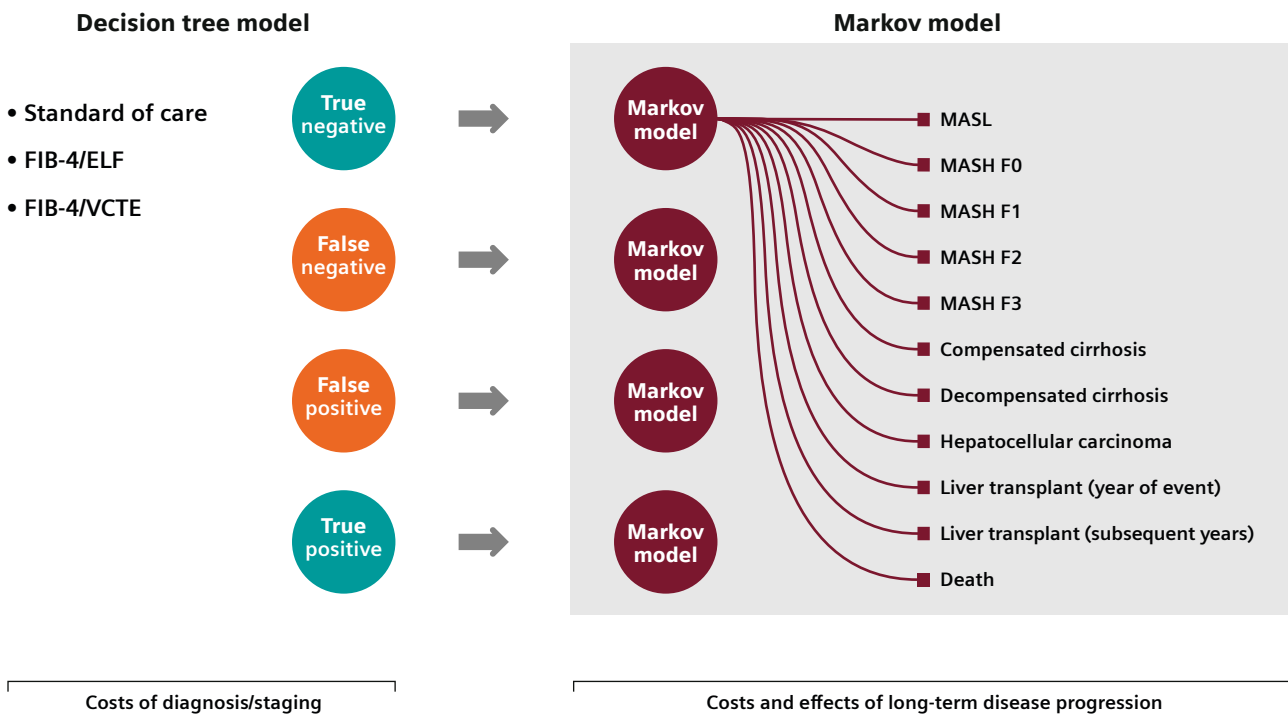 Decision tree model
• Standard of care
• FIB-4/ELF
• FIB-4/VCTE
True
negative
False
negative
False
positive
True
positive
Costs of diagnosis/staging
Markov model
Markov
model
Markov
model
Markov
model
Markov
model
MASL
MASH F0
MASH F1
MASH F2
MASH F3
Compensated cirrhosis
Decompensated cirrhosis
Hepatocellular carcinoma
Liver transplant (year of event)
Liver transplant (subsequent years)
Death
Costs and effects of long-term disease progression